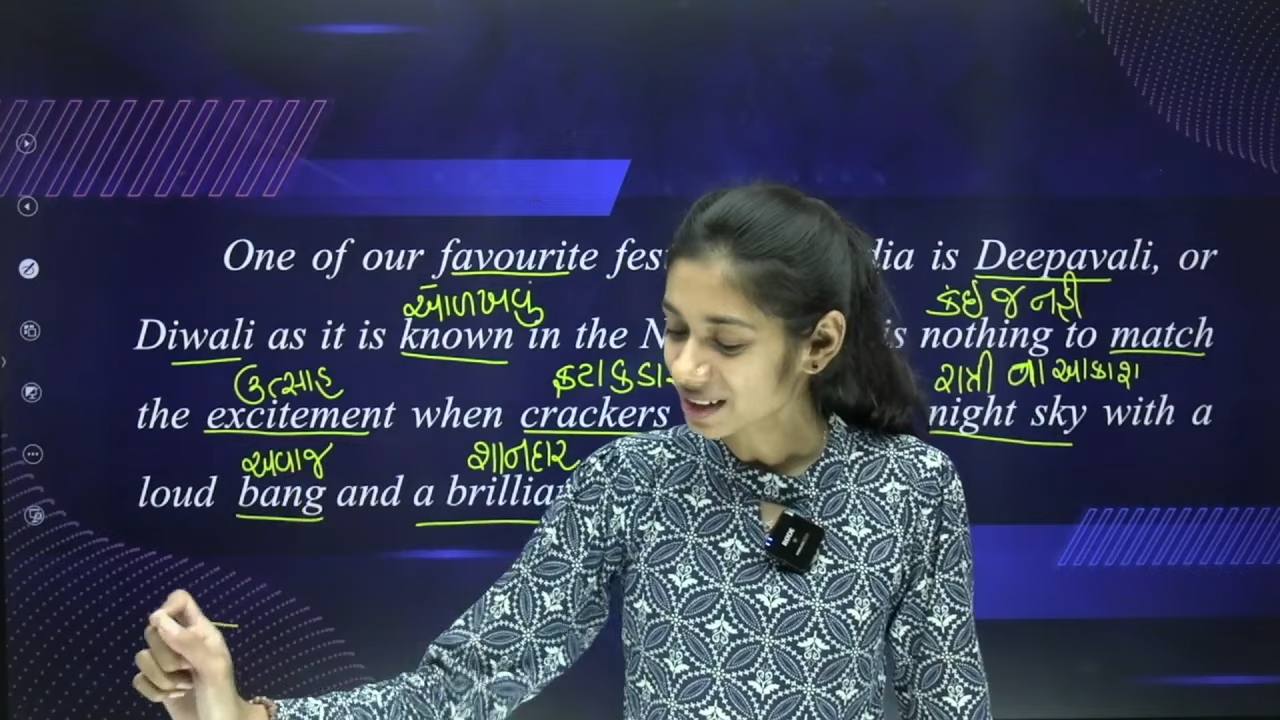 One of our favourite fes dia is Deepavali, or
ઓળખવું કંઈ જ નહી
Diwali as it is known in the N is nothing to match
ઉત્સાહ ફટાકડા રાત્રી ના આકાશ
the excitement when crackers night sky with a
અવાજ શાનદાર
loud bang and a brillia